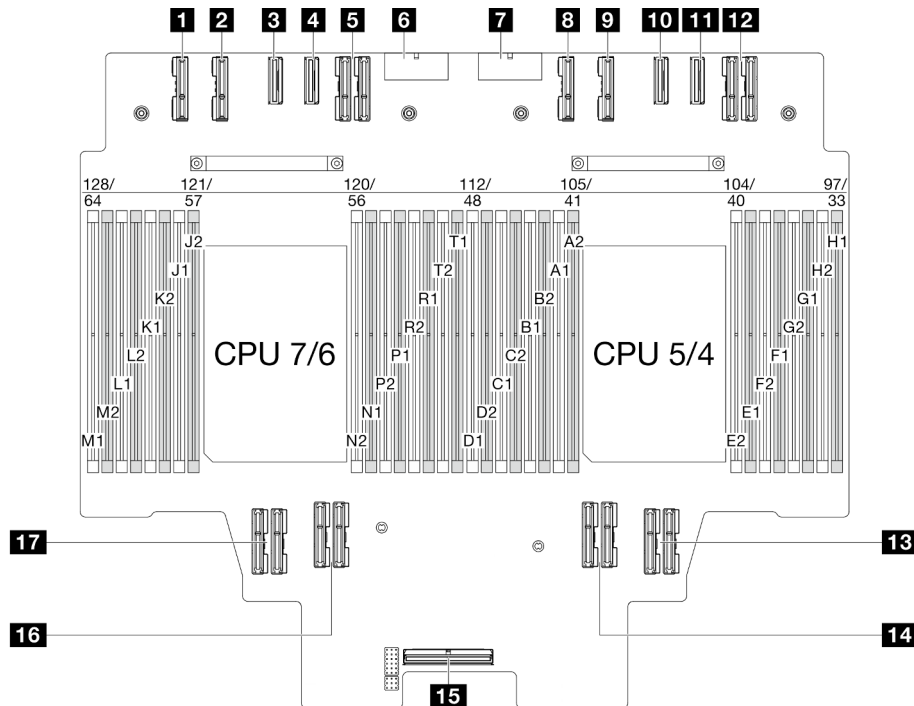 1 2 3 4 5 6 7 8 9 10 11 12
128/ 121/ 120/ 112/ 105/ 104/ 97/
64 57 56 48 41 40 33
J2 T1 A2 H1
J1 T2 A1 H2
K2 R1 B2 G1
K1 R2 B1 G2
CPU 7/6 CPU 5/4
L2 P1 C2 F1
L1 P2 C1 F2
M2 N1 D2 E1
M1 N2 D1 E2
17 13
16 14
15